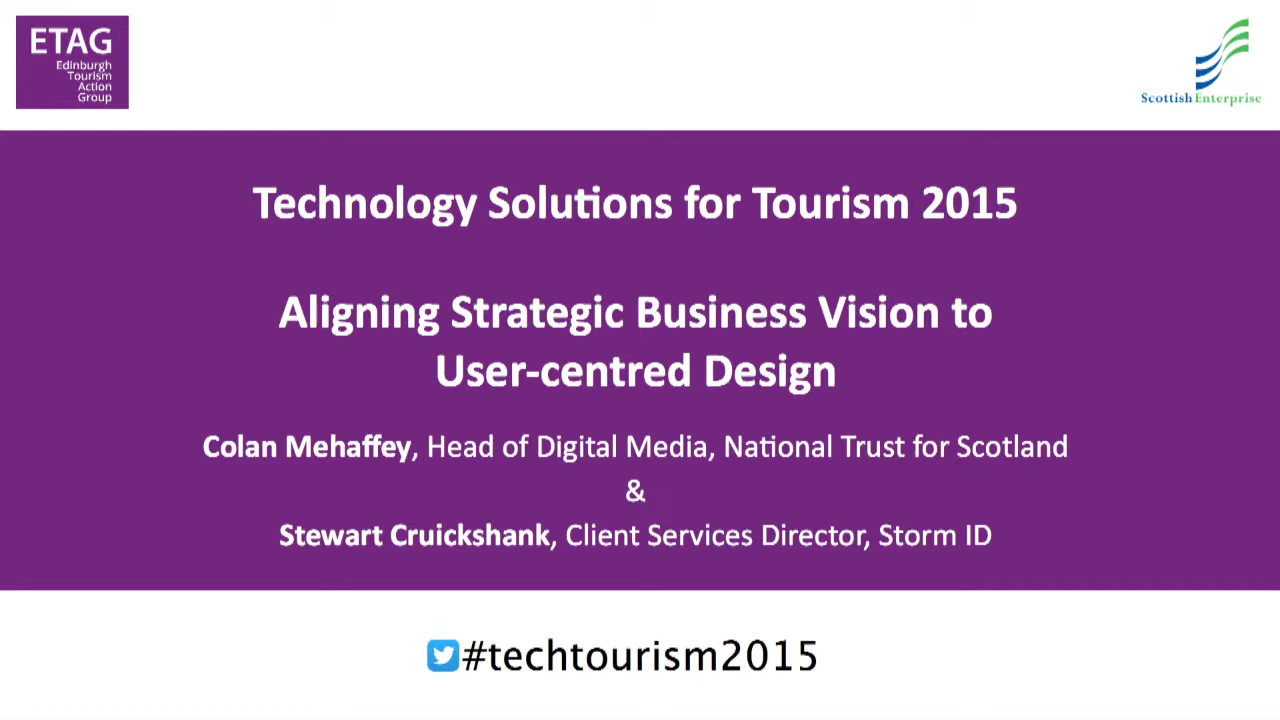 ETAG
Edinburgh
Tourism
Action
Group
Scottish Enterprise
Technology Solutions for Tourism 2015
Aligning Strategic Business Vision to
User-centred Design
Colan Mehaffey, Head of Digital Media, National Trust for Scotland
&
Stewart Cruickshank, Client Services Director, Storm ID
#techtourism2015